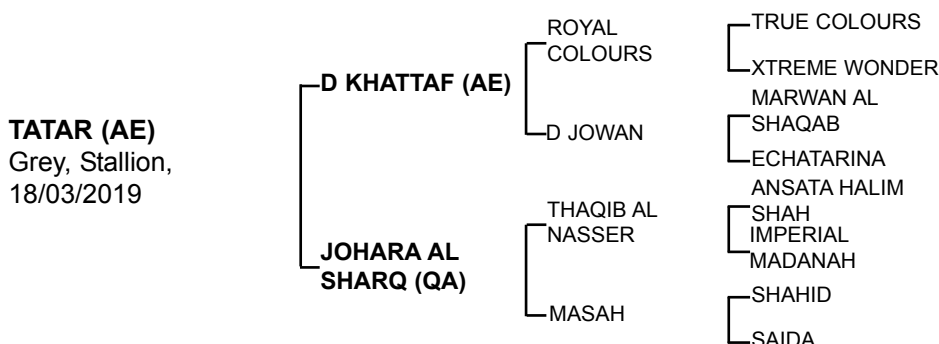 TATAR (AE)
Grey, Stallion,
18/03/2019
D KHATTAF (AE)
JOHARA AL
SHARQ (QA)
ROYAL
COLOURS
D JOWAN
THAQIB AL
NASSER
MASAH
TRUE COLOURS
XTREME WONDER
MARWAN AL
SHAQAB
ECHATARINA
ANSATA HALIM
SHAH
IMPERIAL
MADANAH
SHAHID
SAIDA